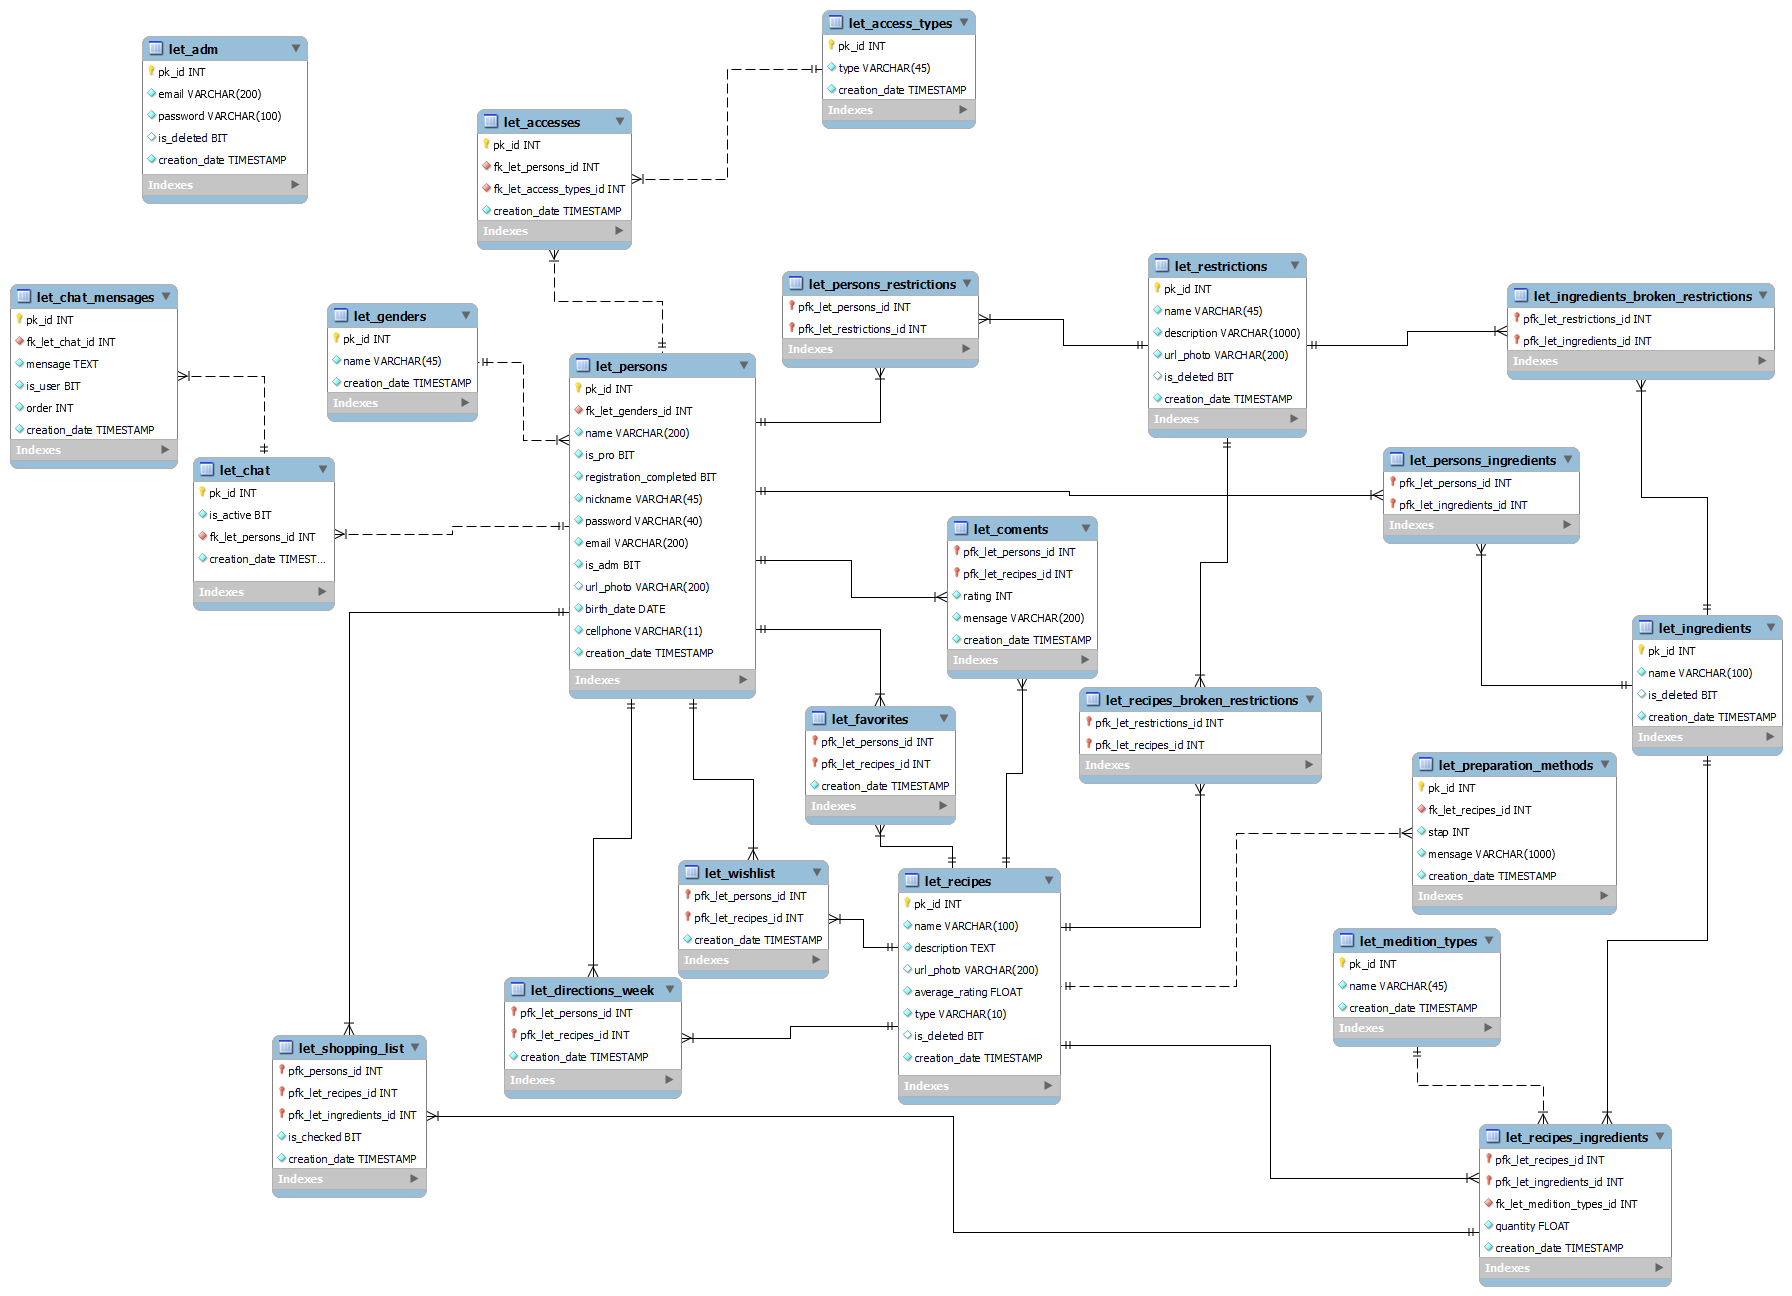 let_adm
pk_id INT
email VARCHAR(200)
password VARCHAR(100)
is_deleted BIT
creation_date TIMESTAMP
Indexes
let_access_types
pk_id INT
type VARCHAR(45)
creation_date TIMESTAMP
Indexes
let_accesses
pk_id INT
fk_let_persons_id INT
fk_let_access_types_id INT
creation_date TIMESTAMP
Indexes
let_chat_mensages
pk_id INT
fk_let_chat_id INT
mensage TEXT
is_user BIT
order INT
creation_date TIMESTAMP
Indexes
let_genders
pk_id INT
name VARCHAR(45)
creation_date TIMESTAMP
Indexes
let_persons_restrictions
pfk_let_persons_id INT
pfk_let_restrictions_id INT
Indexes
let_restrictions
pk_id INT
name VARCHAR(45)
description VARCHAR(1000)
url_photo VARCHAR(200)
is_deleted BIT
creation_date TIMESTAMP
Indexes
let_ingredients_broken_restrictions
pfk_let_restrictions_id INT
pfk_let_ingredients_id INT
Indexes
let_persons
pk_id INT
fk_let_genders_id INT
name VARCHAR(200)
is_pro BIT
registration_completed BIT
nickname VARCHAR(45)
password VARCHAR(40)
email VARCHAR(200)
is_adm BIT
url_photo VARCHAR(200)
birth_date DATE
cellphone VARCHAR(11)
creation_date TIMESTAMP
Indexes
let_chat
pk_id INT
is_active BIT
fk_let_persons_id INT
creation_date TIMEST...
Indexes
let_persons_ingredients
pfk_let_persons_id INT
pfk_let_ingredients_id INT
Indexes
let_coments
pfk_let_persons_id INT
pfk_let_recipes_id INT
rating INT
mensage VARCHAR(200)
creation_date TIMESTAMP
Indexes
let_ingredients
pk_id INT
name VARCHAR(100)
is_deleted BIT
creation_date TIMESTAMP
Indexes
let_recipes_broken_restrictions
pfk_let_restrictions_id INT
pfk_let_recipes_id INT
Indexes
let_favorites
pfk_let_persons_id INT
pfk_let_recipes_id INT
creation_date TIMESTAMP
Indexes
let_preparation_methods
pk_id INT
fk_let_recipes_id INT
stap INT
mensage VARCHAR(1000)
creation_date TIMESTAMP
Indexes
let_wishlist
pfk_let_persons_id INT
pfk_let_recipes_id INT
creation_date TIMESTAMP
Indexes
let_recipes
pk_id INT
name VARCHAR(100)
description TEXT
url_photo VARCHAR(200)
average_rating FLOAT
type VARCHAR(10)
is_deleted BIT
creation_date TIMESTAMP
Indexes
let_medition_types
pk_id INT
name VARCHAR(45)
creation_date TIMESTAMP
Indexes
let_directions_week
pfk_let_persons_id INT
pfk_let_recipes_id INT
creation_date TIMESTAMP
Indexes
let_shopping_list
pfk_persons_id INT
pfk_let_recipes_id INT
pfk_let_ingredients_id INT
is_checked BIT
creation_date TIMESTAMP
Indexes
let_recipes_ingredients
pfk_let_recipes_id INT
pfk_let_ingredients_id INT
fk_let_medition_types_id INT
quantity FLOAT
creation_date TIMESTAMP
Indexes